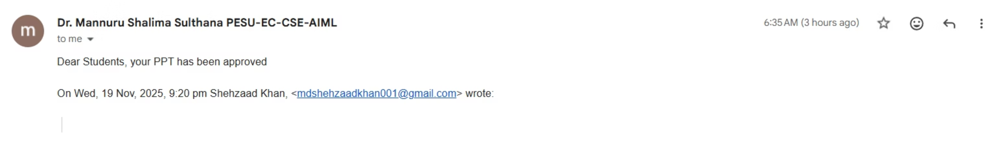 m
Dr. Mannuru Shalima Sulthana PESU-EC-CSE-AIML
6:35 AM (3 hours ago)
to me
Dear Students, your PPT has been approved
On Wed, 19 Nov, 2025, 9:20 pm Shehzaad Khan, <mdshehzaadkhan001@gmail.com> wrote: